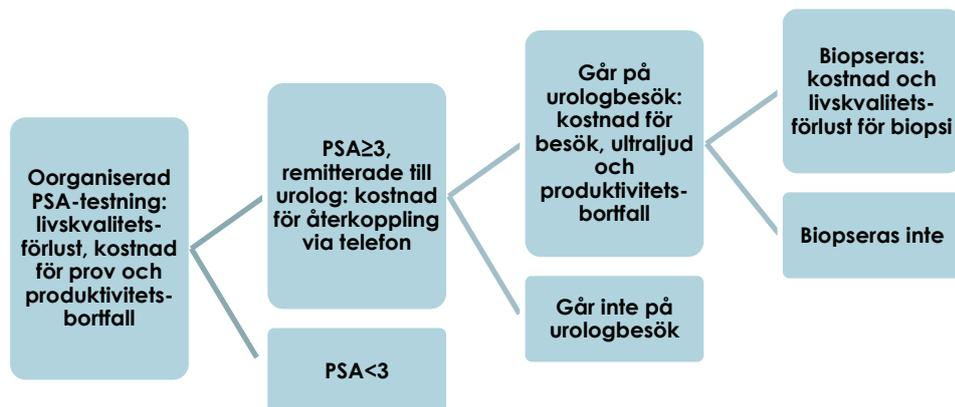 Oorganiserad
PSA-testning:
livskvalitets-
förlust, kostnad
för prov och
produktivitets-
bortfall
PSA≥3,
remitterade till
urolog: kostnad
för återkoppling
via telefon
PSA<3
Går på
urologbesök:
kostnad för
besök, ultraljud
och
produktivitets-
bortfall
Går inte på
urologbesök
Biopseras:
kostnad och
livskvalitets-
förlust för biopsi
Biopseras inte